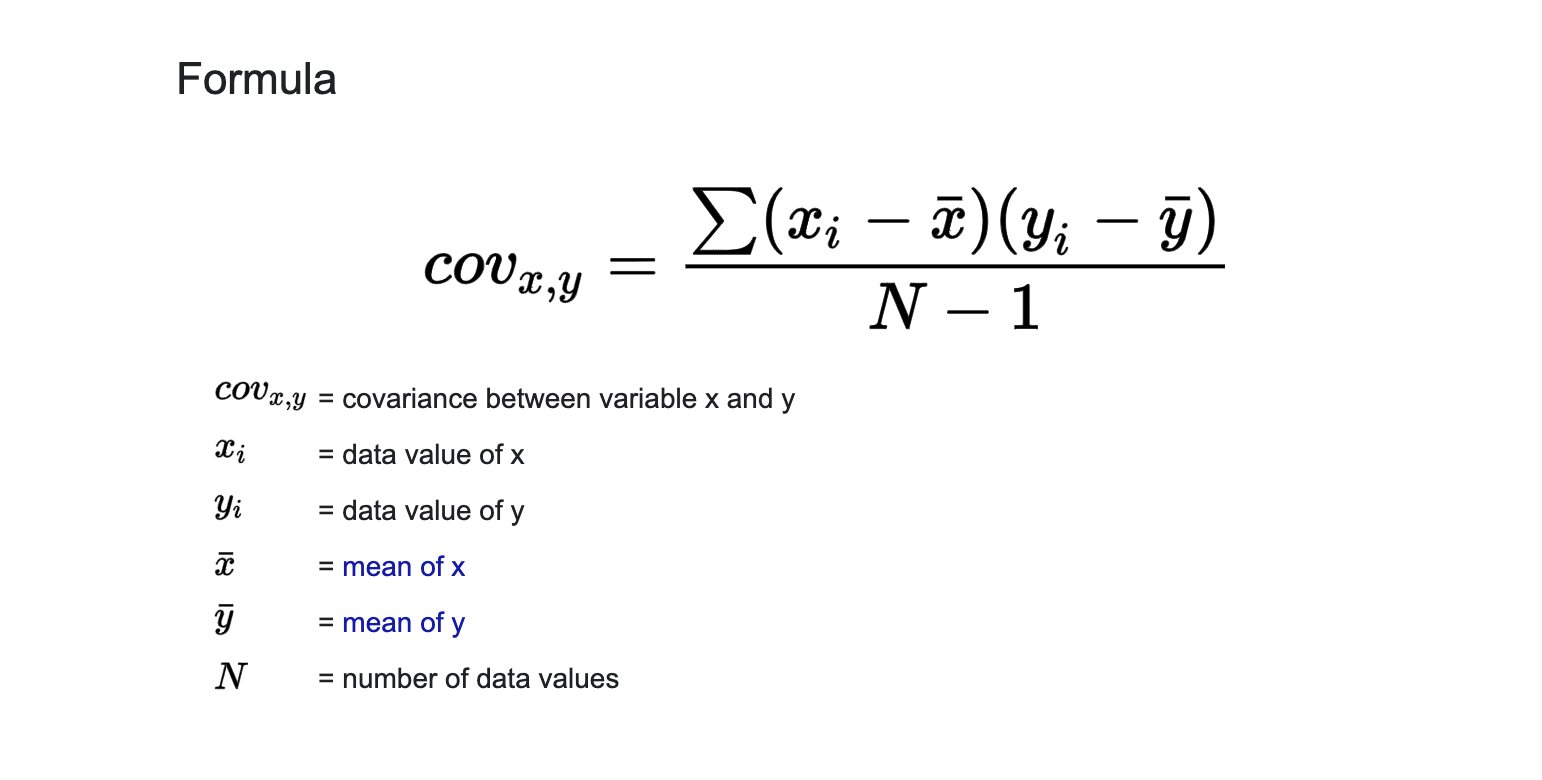 Formula
cov_{x,y} = \frac{\sum(x_i - \bar{x})(y_i - \bar{y})}{N - 1}
cov_{x,y} = covariance between variable x and y
x_i = data value of x
y_i = data value of y
\bar{x} = mean of x
\bar{y} = mean of y
N = number of data values